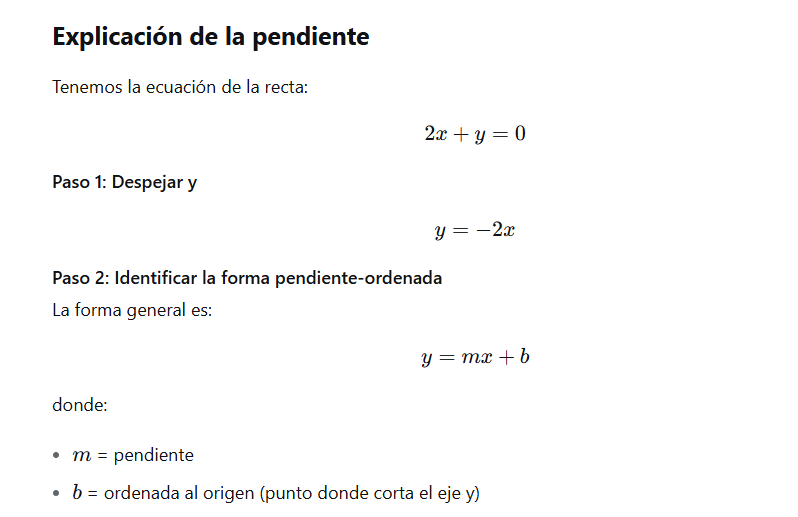 Explicación de la pendiente
Tenemos la ecuación de la recta:
2x + y = 0
Paso 1: Despejar y
y = −2x
Paso 2: Identificar la forma pendiente-ordenada
La forma general es:
y = mx + b
donde:
• m = pendiente
• b = ordenada al origen (punto donde corta el eje y)